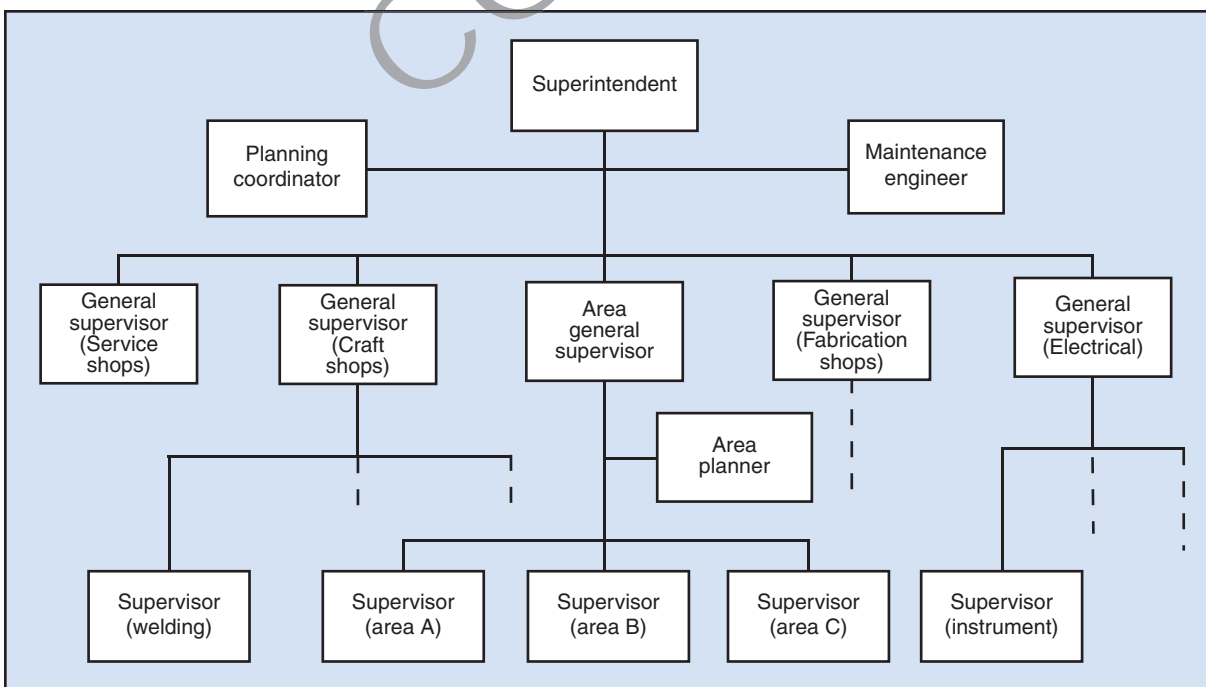 Superintendent
Planning
coordinator
Maintenance
engineer
General
supervisor
(Service
shops)
General
supervisor
(Craft
shops)
Area
general
supervisor
General
supervisor
(Fabrication
shops)
General
supervisor
(Electrical)
Area
planner
Supervisor
(welding)
Supervisor
(area A)
Supervisor
(area B)
Supervisor
(area C)
Supervisor
(instrument)